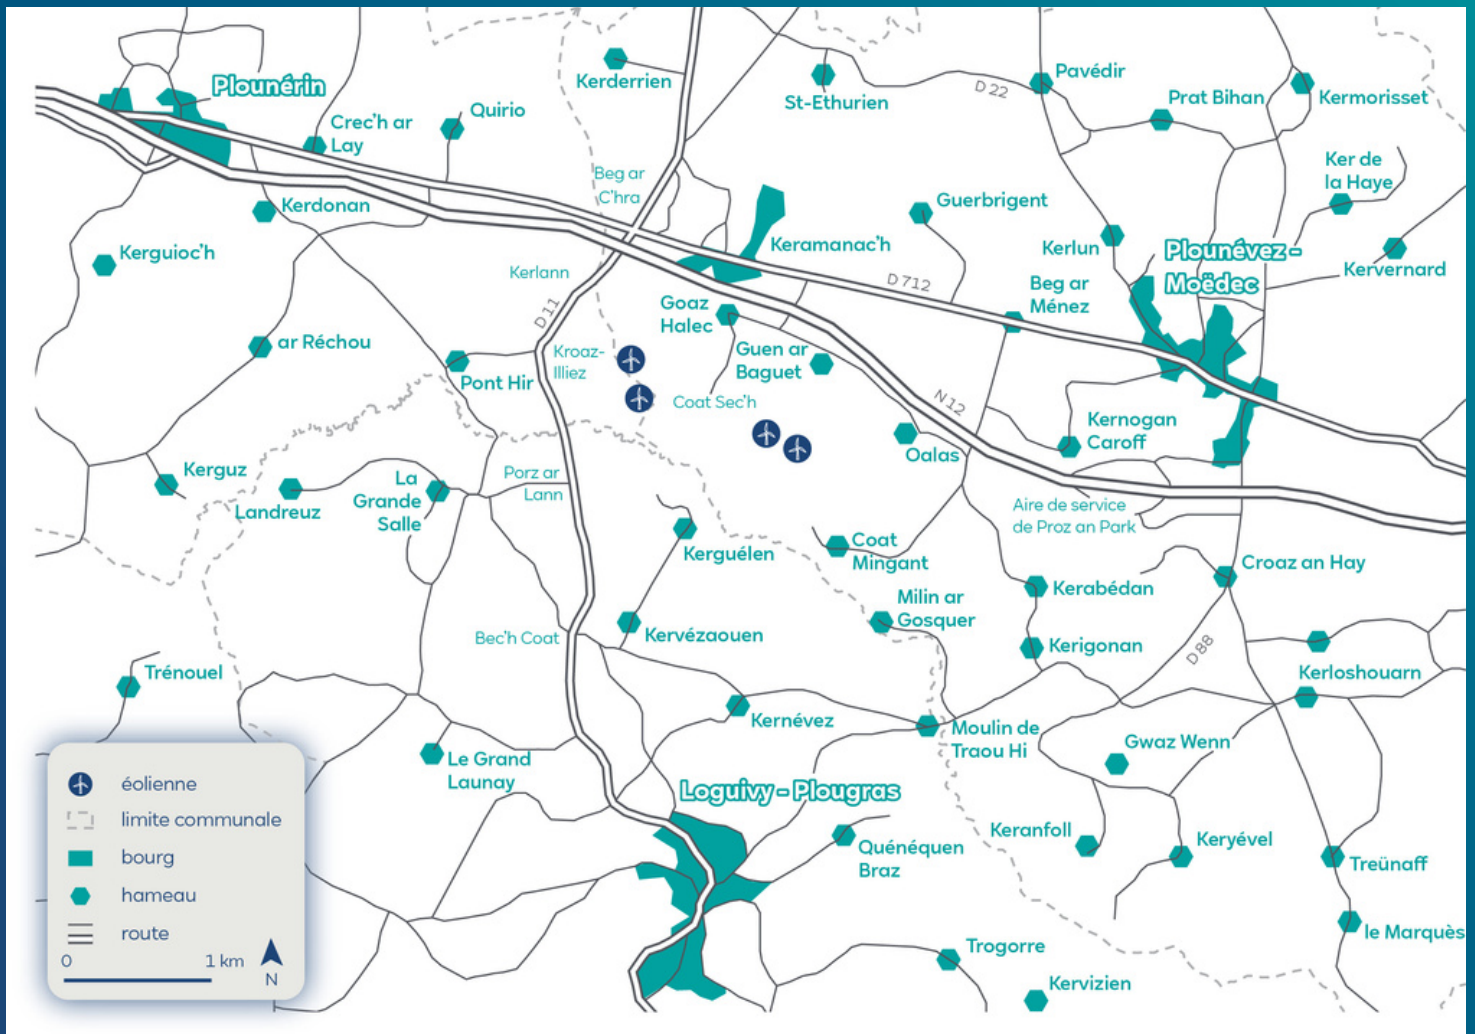 Plounérin
Kerderrien
St-Ethurien
D 22
Pavédir
Prat Bihan
Kermorisset
Crec'h ar
Lay
Quirio
Beg ar
C'hra
Ker de
la Haye
Kerdonan
Guerbrigent
Kerguioc'h
Keramanac'h
Kerlun
Plounévez -
Moëdec
Kervernard
Kerlann
D 712
Beg ar
Ménez
D 11
Goaz
Halec
ar Réchou
Kroaz-
Illiez
Guen ar
Baguet
Pont Hir
Coat Sec'h
N 12
Kernogan
Caroff
Oalas
Kerguz
Landreuz
La
Grande
Salle
Porz ar
Lann
Aire de service
de Proz an Park
Kerguélen
Coat
Mingant
Croaz an Hay
Kerabédan
Milin ar
Gosquer
Bec'h Coat
Kervézaouen
Kerigonan
D 88
Trénouel
Kerloshouarn
Kernévez
Moulin de
Traou Hi
Gwaz Wenn
Le Grand
Launay
Loguivy - Plougras
Quénéquen
Braz
Keranfoll
Keryével
Treünaff
le Marquès
Trogorre
Kervizien
éolienne
limite communale
bourg
hameau
route
0 1 km
N